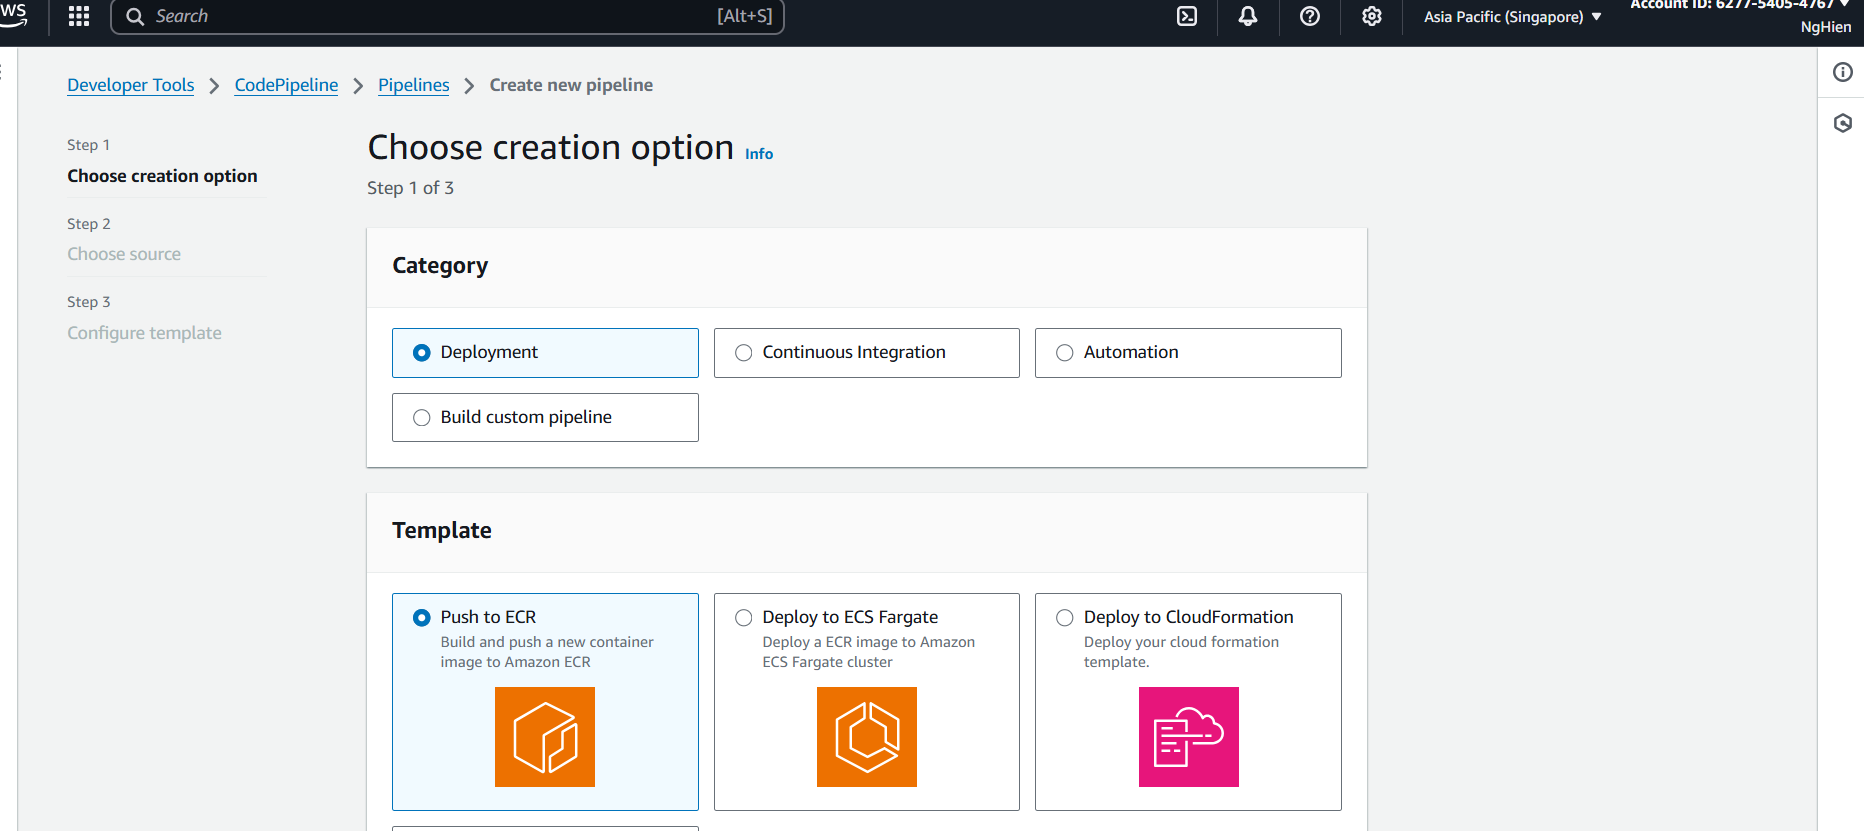 WS
Search [Alt+S]
Asia Pacific (Singapore)
Account ID: 6277-5405-4767
NgHien
Developer Tools
CodePipeline
Pipelines
Create new pipeline
Step 1
Choose creation option
Step 2
Choose source
Step 3
Configure template
Choose creation option Info
Step 1 of 3
Category
Deployment
Continuous Integration
Automation
Build custom pipeline
Template
Push to ECR
Build and push a new container
image to Amazon ECR
Deploy to ECS Fargate
Deploy a ECR image to Amazon
ECS Fargate cluster
Deploy to CloudFormation
Deploy your cloud formation
template.